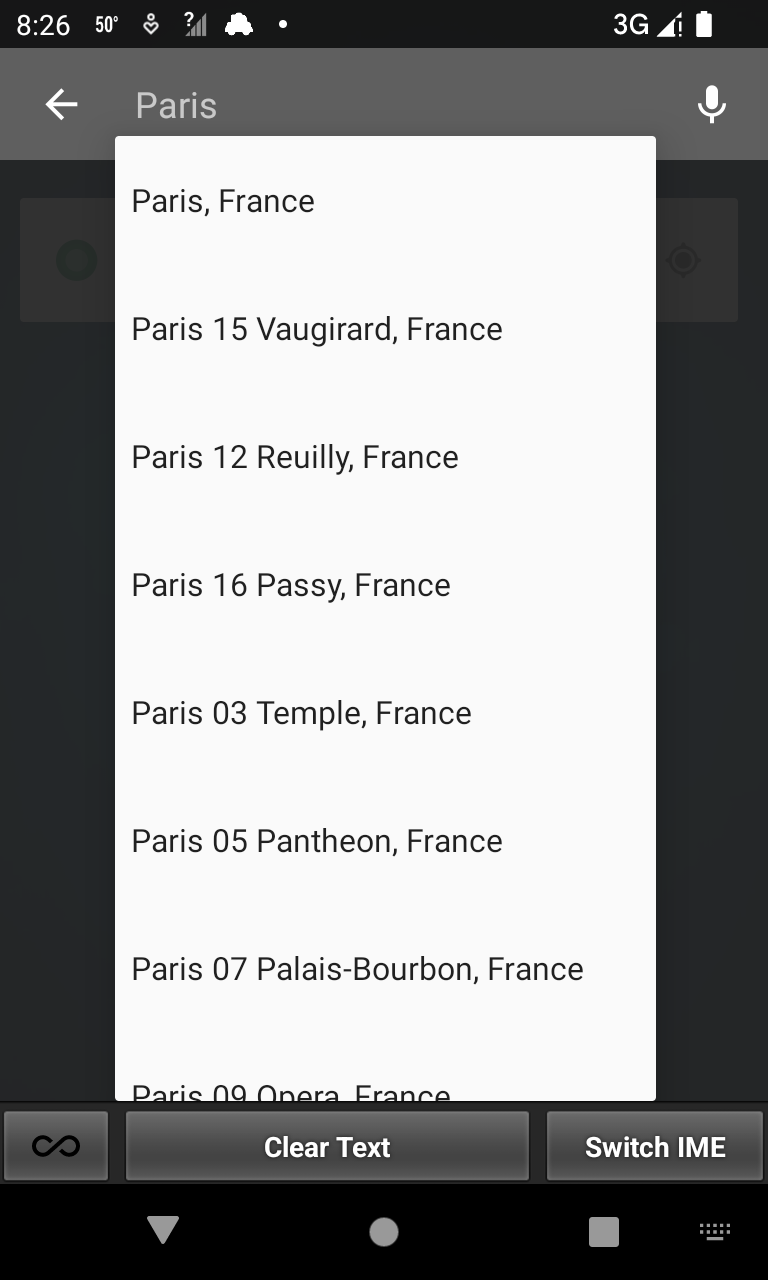 8:26 50° ? 3G
Paris
Paris, France
Paris 15 Vaugirard, France
Paris 12 Reuilly, France
Paris 16 Passy, France
Paris 03 Temple, France
Paris 05 Pantheon, France
Paris 07 Palais-Bourbon, France
Paris 09 Opera, France
Clear Text Switch IME